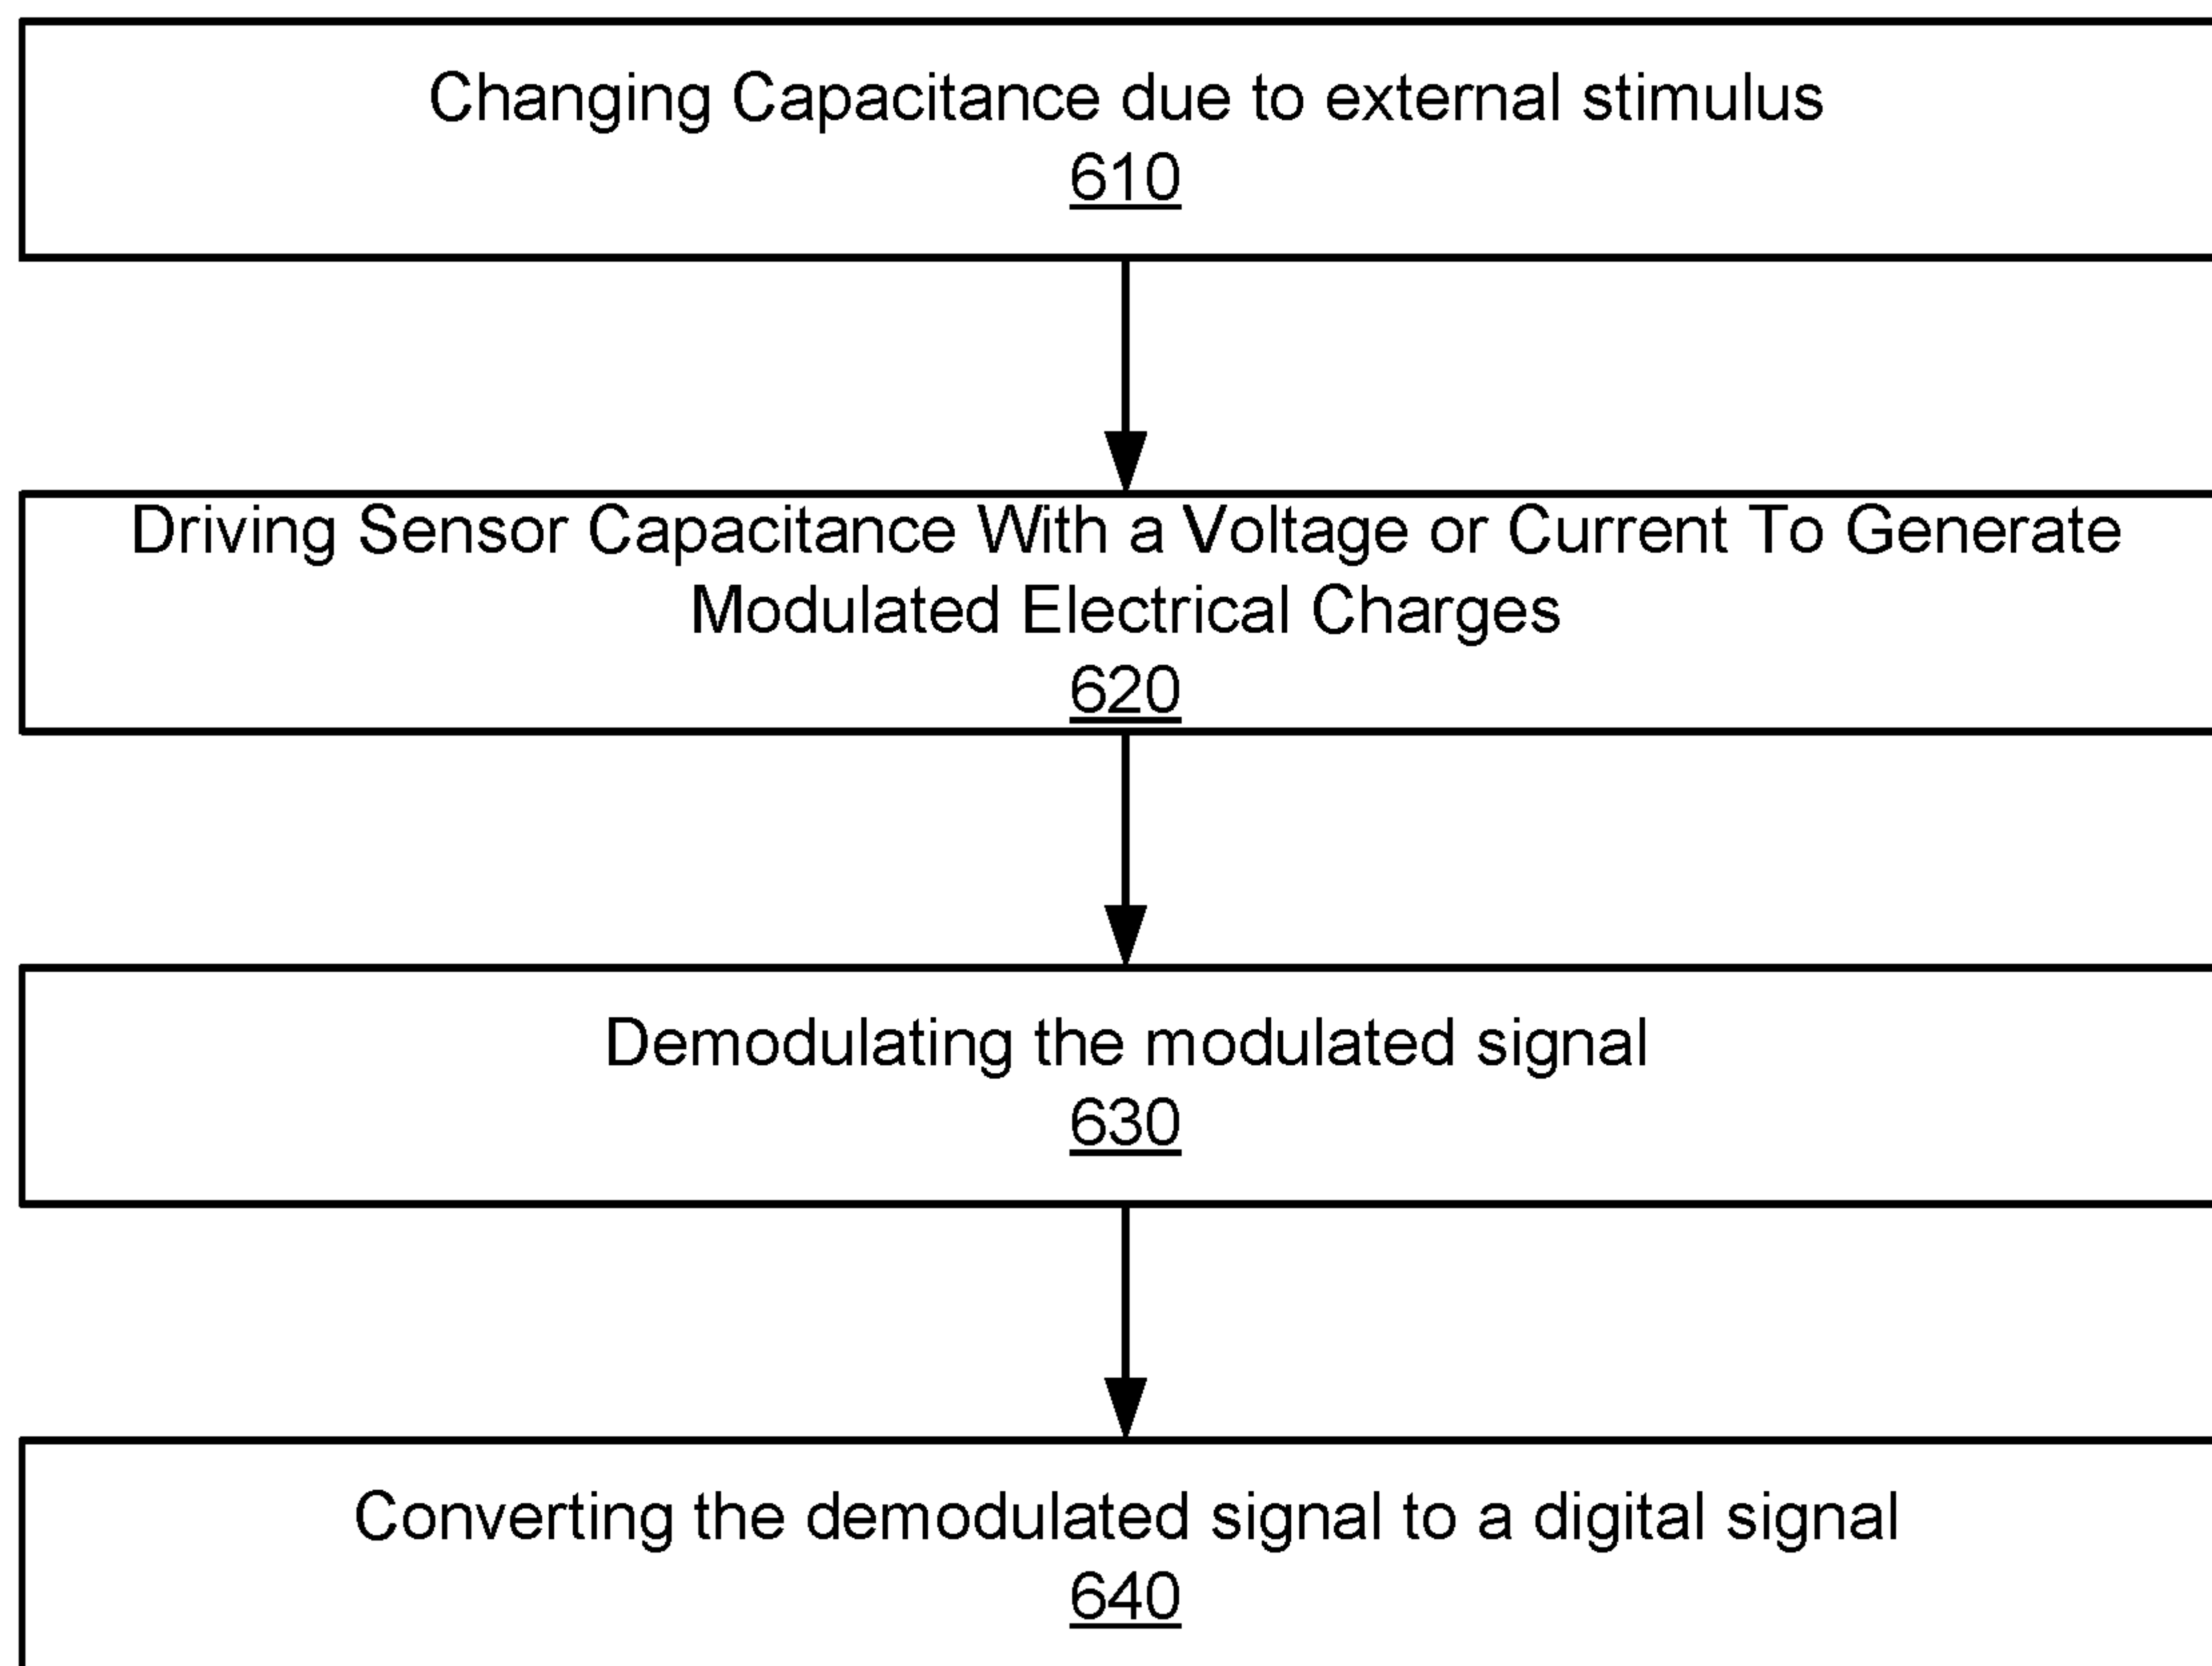 Changing Capacitance due to external stimulus
610
Driving Sensor Capacitance With a Voltage or Current To Generate
Modulated Electrical Charges
620
Demodulating the modulated signal
630
Converting the demodulated signal to a digital signal
640